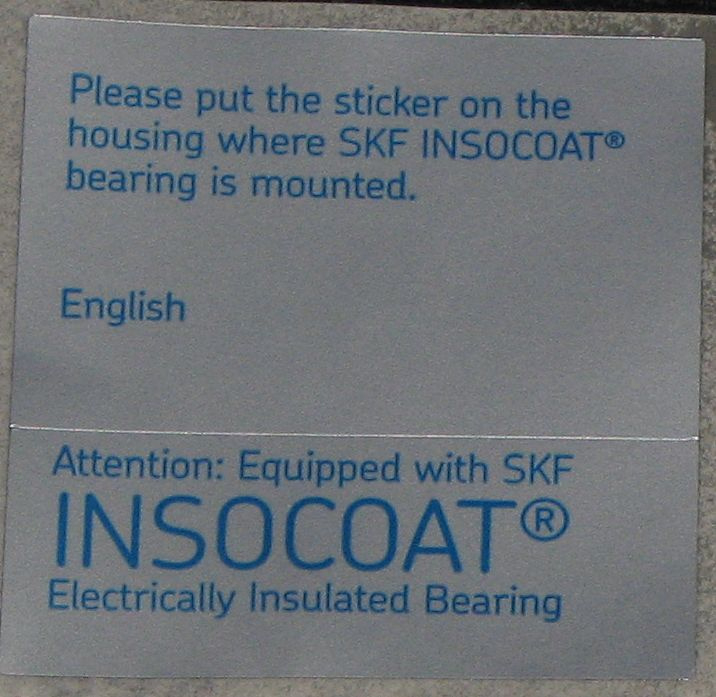 Please put the sticker on the
housing where SKF INSOCOAT®
bearing is mounted.
English
Attention: Equipped with SKF
INSOCOAT®
Electrically Insulated Bearing